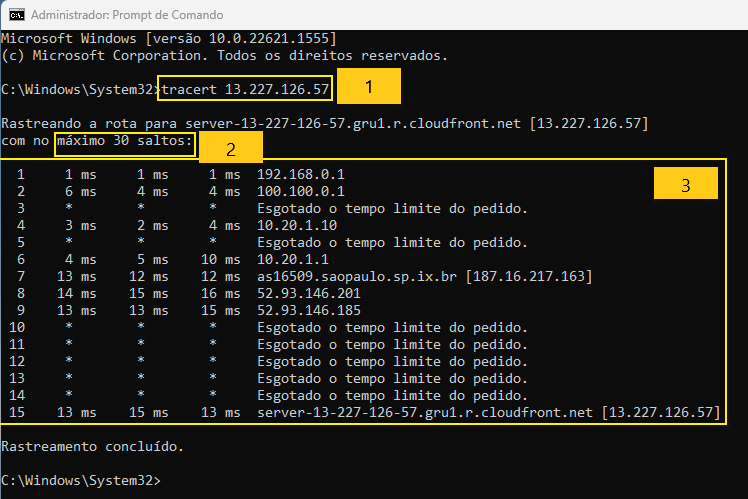 Administrador: Prompt de Comando
Microsoft Windows [versão 10.0.22621.1555]
(c) Microsoft Corporation. Todos os direitos reservados.
C:\Windows\System32>tracert 13.227.126.57 1
Rastreando a rota para server-13-227-126-57.gru1.r.cloudfront.net [13.227.126.57]
com no máximo 30 saltos: 2
3
1 1 ms 1 ms 1 ms 192.168.0.1
2 6 ms 4 ms 4 ms 100.100.0.1
3 * * * Esgotado o tempo limite do pedido.
4 3 ms 2 ms 4 ms 10.20.1.10
5 * * * Esgotado o tempo limite do pedido.
6 4 ms 5 ms 10 ms 10.20.1.1
7 13 ms 12 ms 12 ms as16509.saopaulo.sp.ix.br [187.16.217.163]
8 14 ms 15 ms 16 ms 52.93.146.201
9 13 ms 13 ms 15 ms 52.93.146.185
10 * * * Esgotado o tempo limite do pedido.
11 * * * Esgotado o tempo limite do pedido.
12 * * * Esgotado o tempo limite do pedido.
13 * * * Esgotado o tempo limite do pedido.
14 * * * Esgotado o tempo limite do pedido.
15 13 ms 15 ms 13 ms server-13-227-126-57.gru1.r.cloudfront.net [13.227.126.57]
Rastreamento concluído.
C:\Windows\System32>